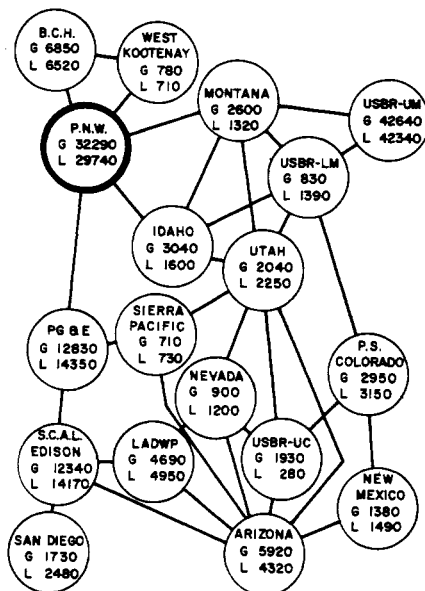 B.C.H.
G 6850
L 6520
WEST
KOOTENAY
G 780
L 710
MONTANA
G 2600
L 1320
USBR-UM
G 42640
L 42340
P.N.W.
G 32290
L 29740
USBR-LM
G 830
L 1390
IDAHO
G 3040
L 1600
UTAH
G 2040
L 2250
SIERRA
PACIFIC
G 710
L 730
PG&E
G 12830
L 14350
P.S.
COLORADO
G 2950
L 3150
NEVADA
G 900
L 1200
S.C.A.L.
EDISON
G 12340
L 14170
LADWP
G 4690
L 4950
USBR-UC
G 1930
L 280
NEW
MEXICO
G 1380
L 1490
SAN DIEGO
G 1730
L 2480
ARIZONA
G 5920
L 4320